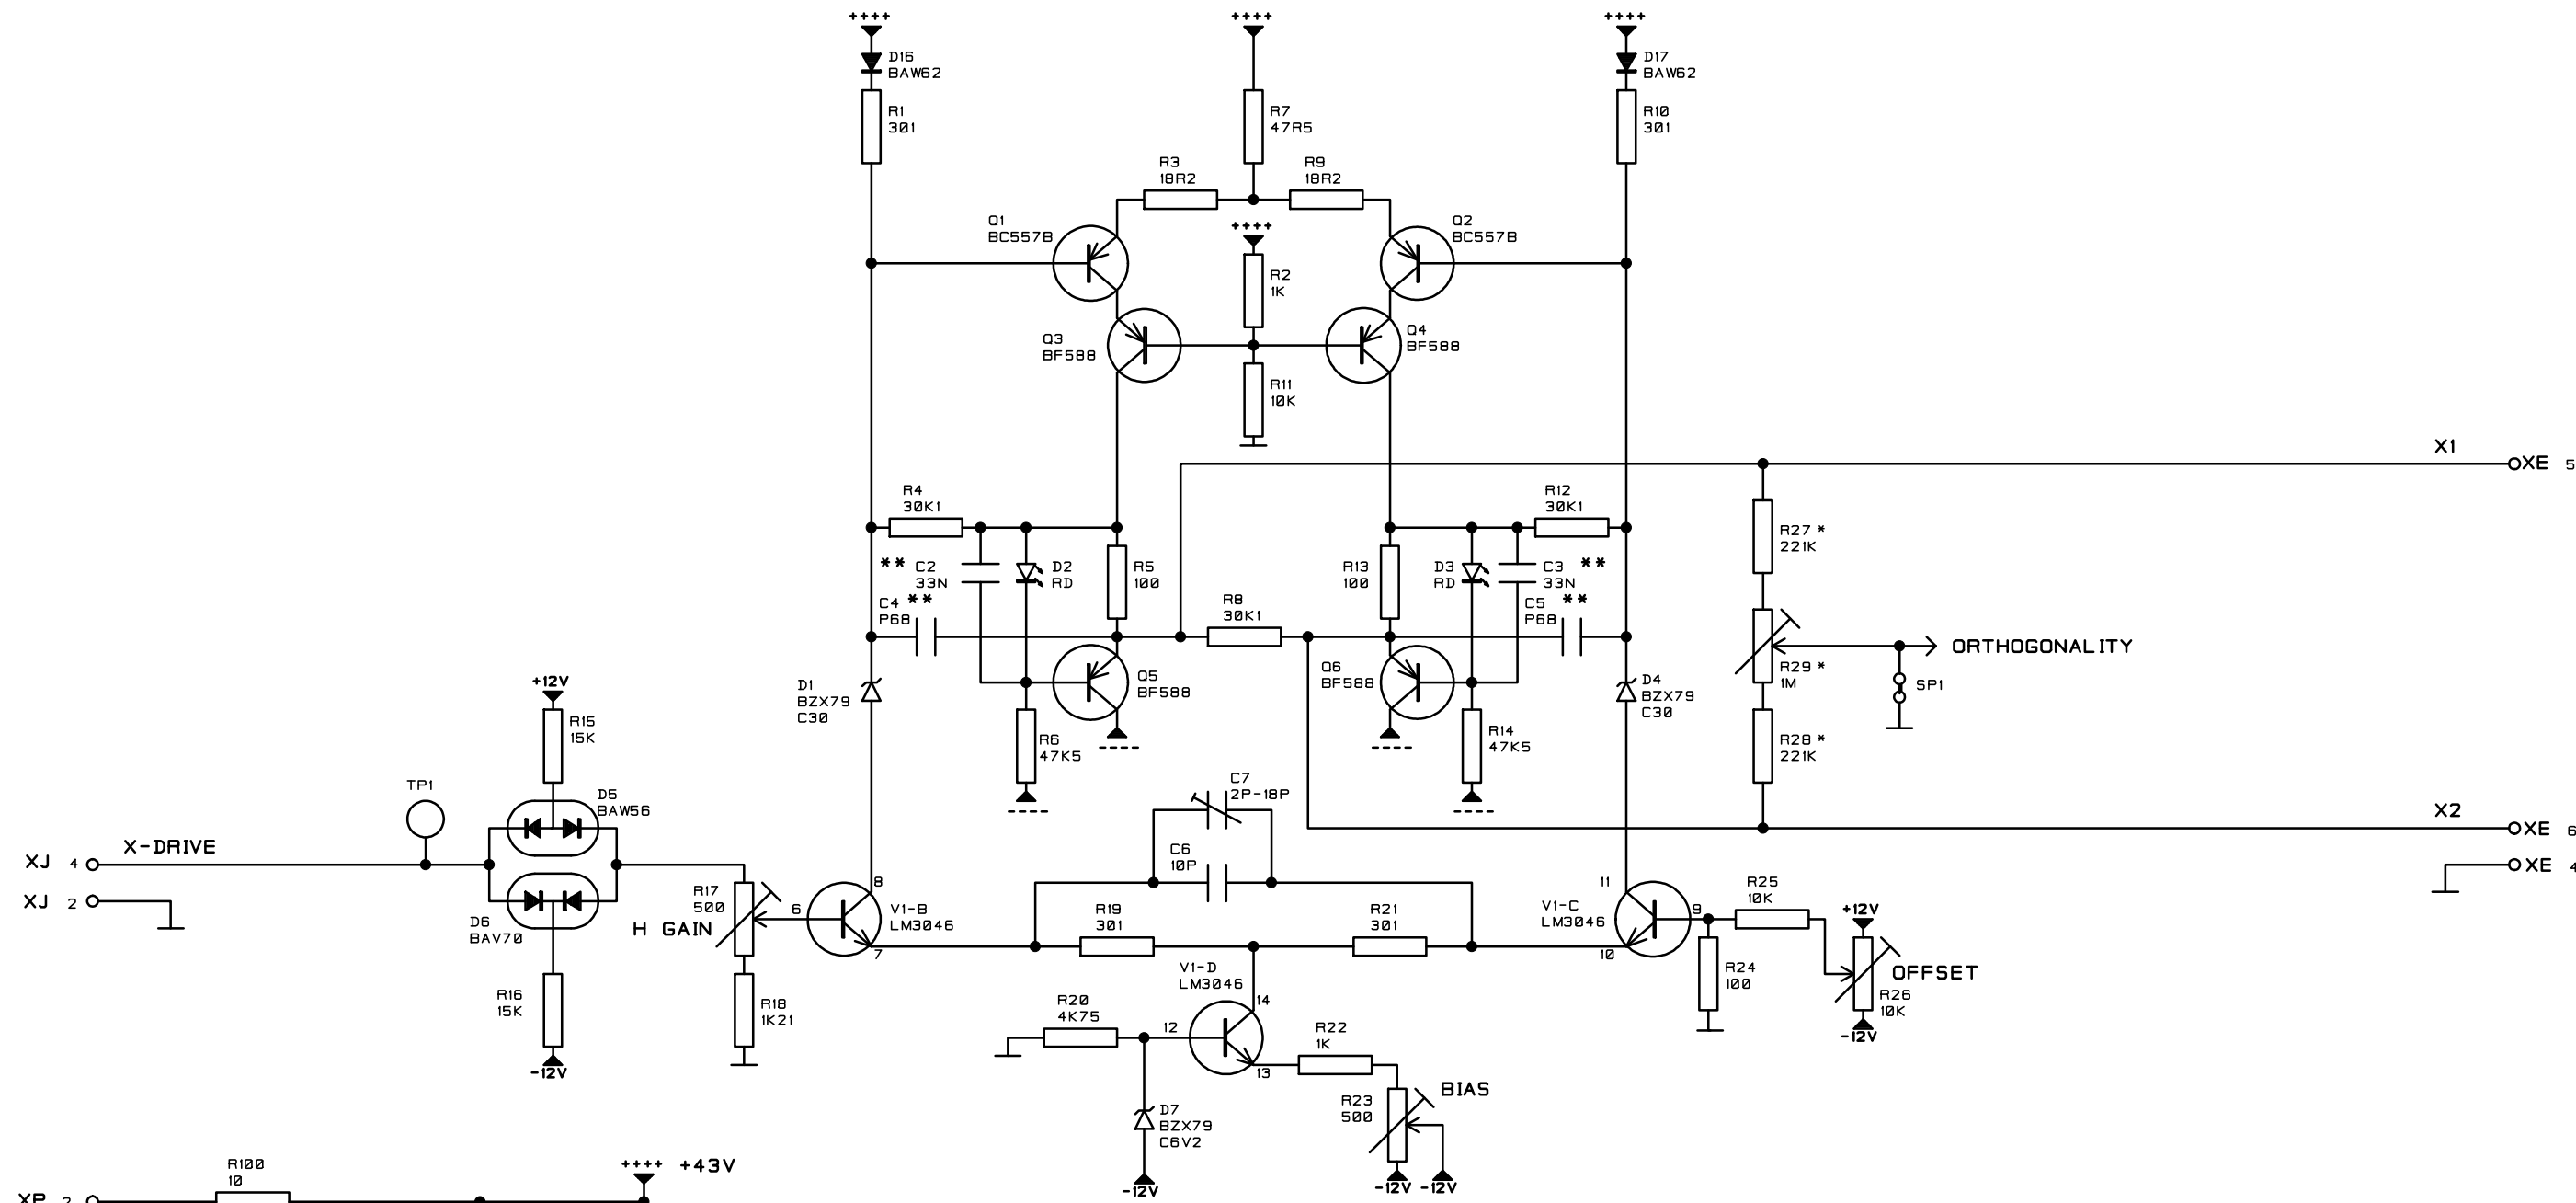 ++++
++++
++++
D16
BAW62
D17
BAW62
R1
301
R7
47R5
R10
301
R3
18R2
R9
18R2
Q1
BC557B
++++
Q2
BC557B
R2
1K
Q3
BF588
Q4
BF588
R11
10K
X1
XE 5
R4
30K1
R12
30K1
R27 *
221K
** C2
33N
D2
RD
R5
100
R13
100
D3
RD
C3 **
33N
C4 **
P68
R8
30K1
C5 **
P68
ORTHOGONALITY
R29 *
1M
SP1
Q5
BF588
Q6
BF588
D1
BZX79
C30
D4
BZX79
C30
+12V
R15
15K
R6
47K5
----
----
R14
47K5
R28 *
221K
----
----
TP1
D5
BAW56
C7
2P-18P
X2
XE 6
X-DRIVE
XJ 4
C6
10P
XE 4
XJ 2
D6
BAV70
R17
500
H GAIN
6
8
7
V1-B
LM3046
R19
301
R21
301
11
V1-C
LM3046
9
10
R25
10K
+12V
R24
100
OFFSET
R26
10K
-12V
R16
15K
-12V
R18
1K21
V1-D
LM3046
14
R20
4K75
12
13
R22
1K
BIAS
R23
500
D7
BZX79
C6V2
-12V
-12V
-12V
R100
10
++++ +43V
XP 2